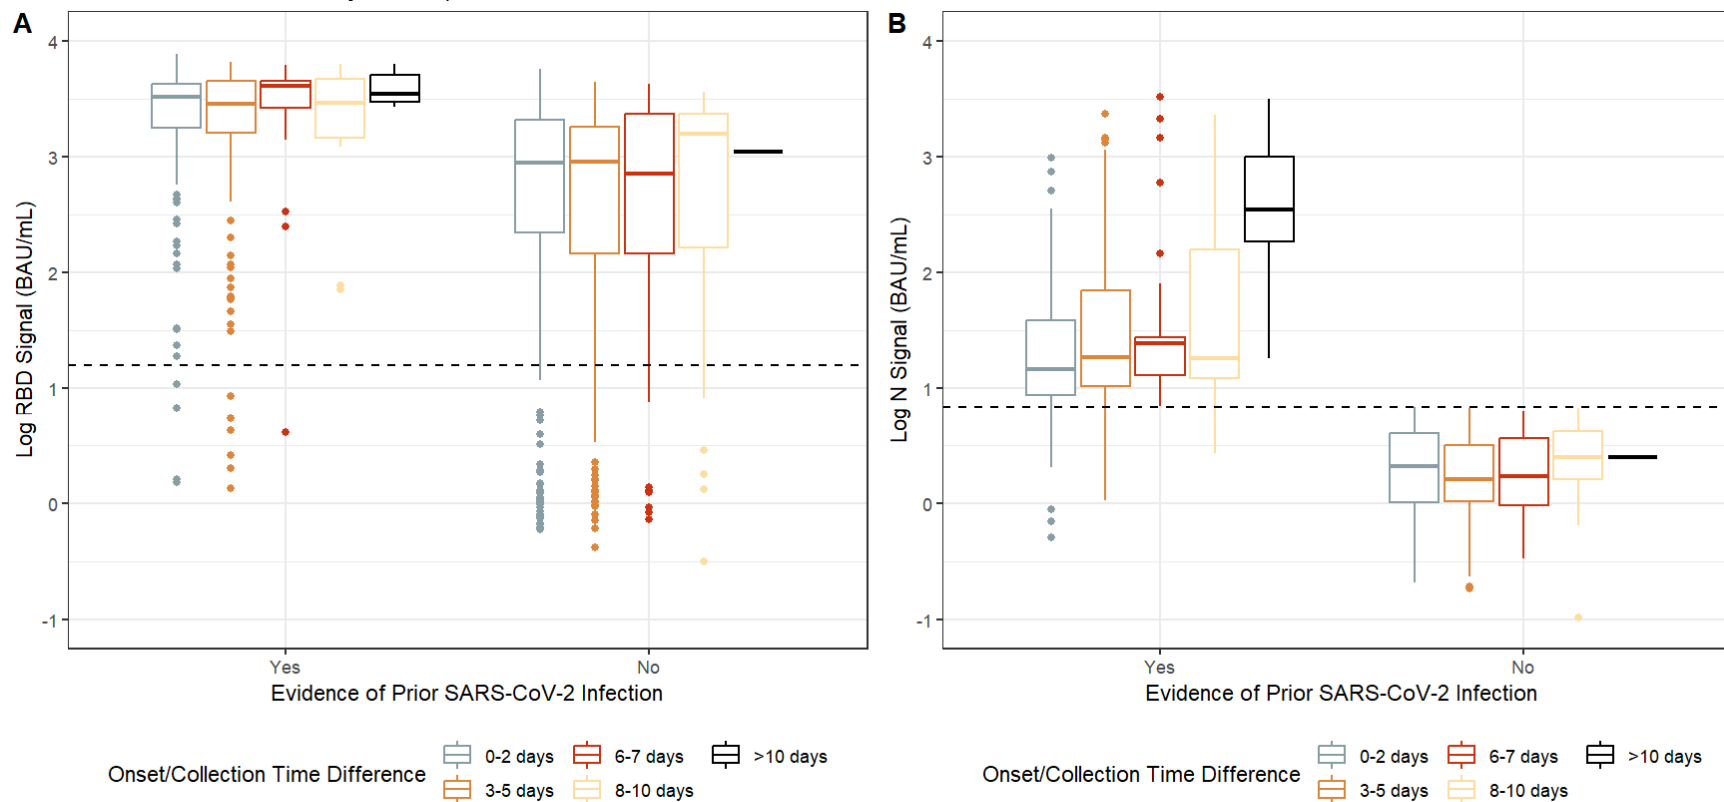 A
Log RBD Signal (BAU/mL)
4
3
2
1
0
-1
Yes
No
Evidence of Prior SARS-CoV-2 Infection
Onset/Collection Time Difference
0-2 days
6-7 days
>10 days
3-5 days
8-10 days
B
Log N Signal (BAU/mL)
4
3
2
1
0
-1
Yes
No
Evidence of Prior SARS-CoV-2 Infection
Onset/Collection Time Difference
0-2 days
6-7 days
>10 days
3-5 days
8-10 days